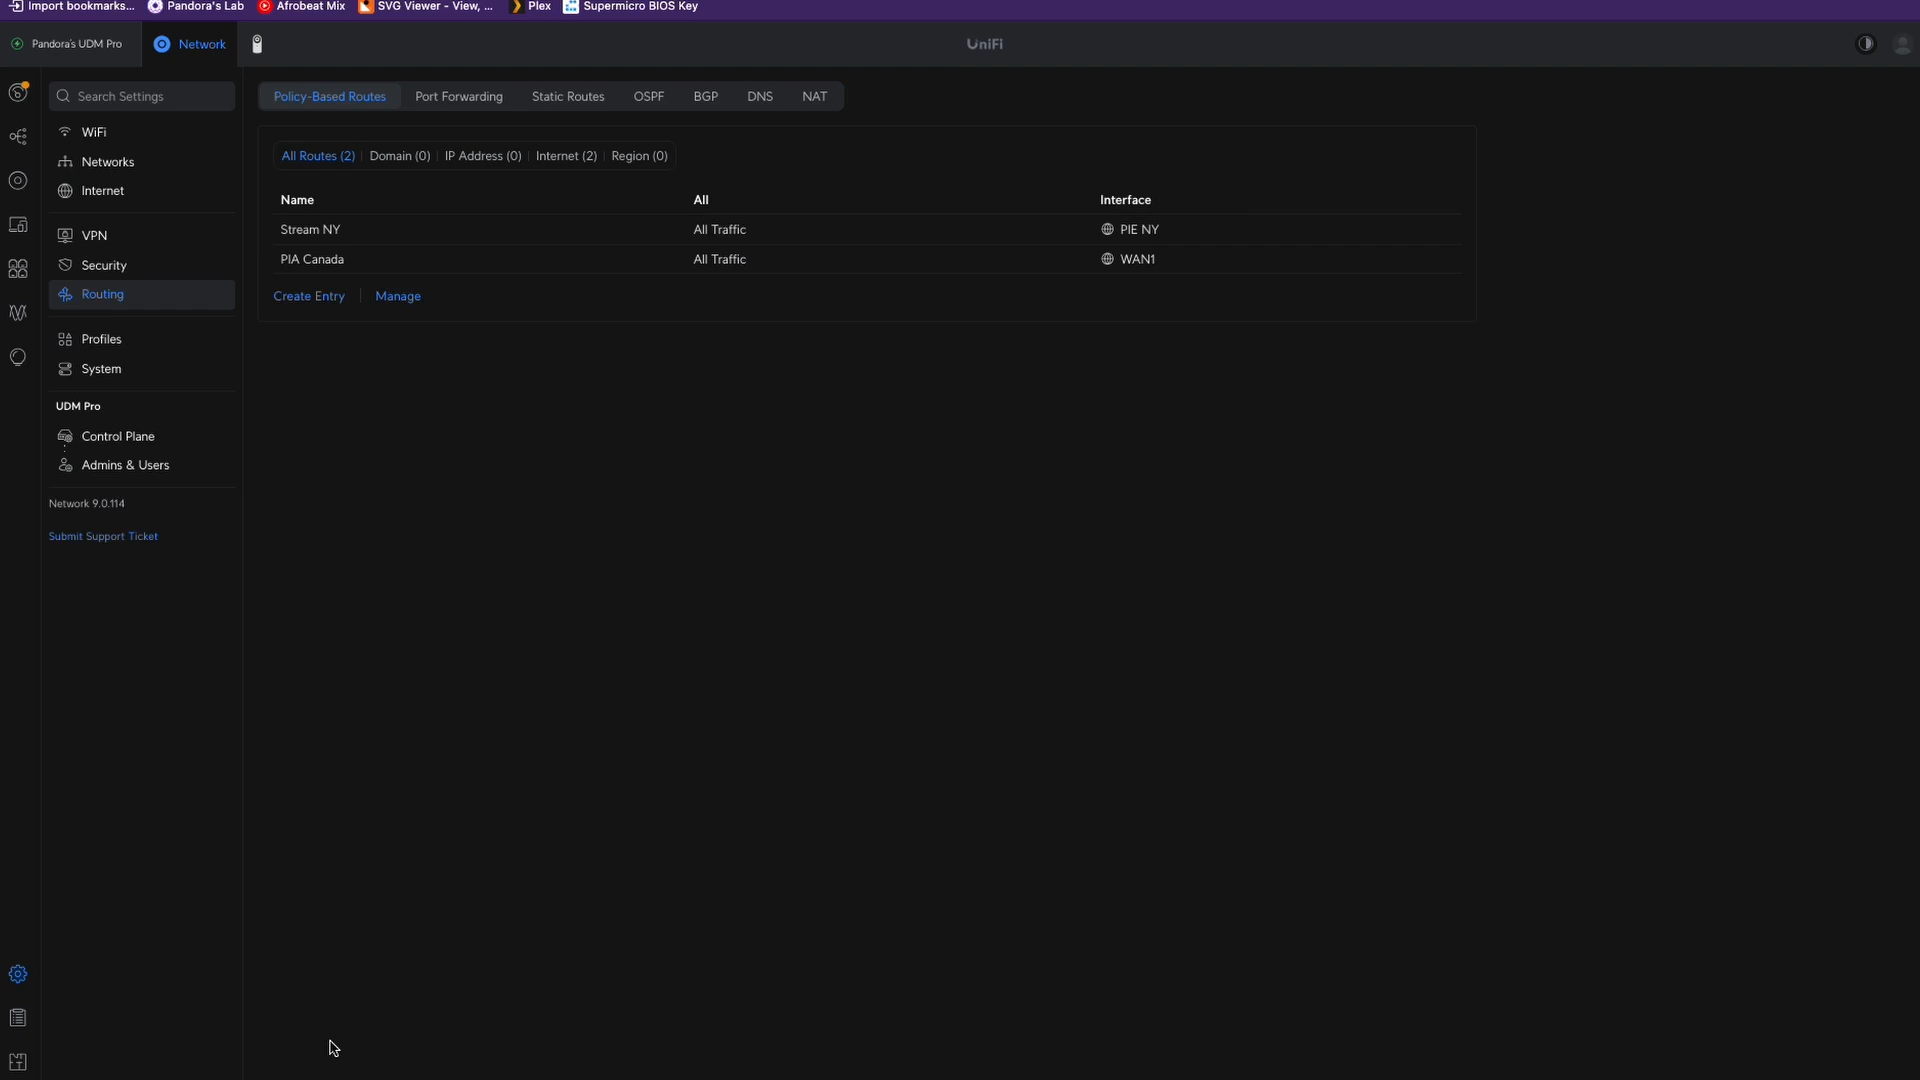 Import bookmarks... Pandora's Lab Afrobeat Mix SVG Viewer - View, ... Plex Supermicro BIOS Key
Pandora's UDM Pro Network UniFi
Search Settings
WiFi
Networks
Internet
VPN
Security
Routing
Profiles
System
UDM Pro
Control Plane
Admins & Users
Network 9.0.114
Submit Support Ticket
Policy-Based Routes Port Forwarding Static Routes OSPF BGP DNS NAT
All Routes (2) Domain (0) IP Address (0) Internet (2) Region (0)
Name All Interface
Stream NY All Traffic PIE NY
PIA Canada All Traffic WAN1
Create Entry Manage